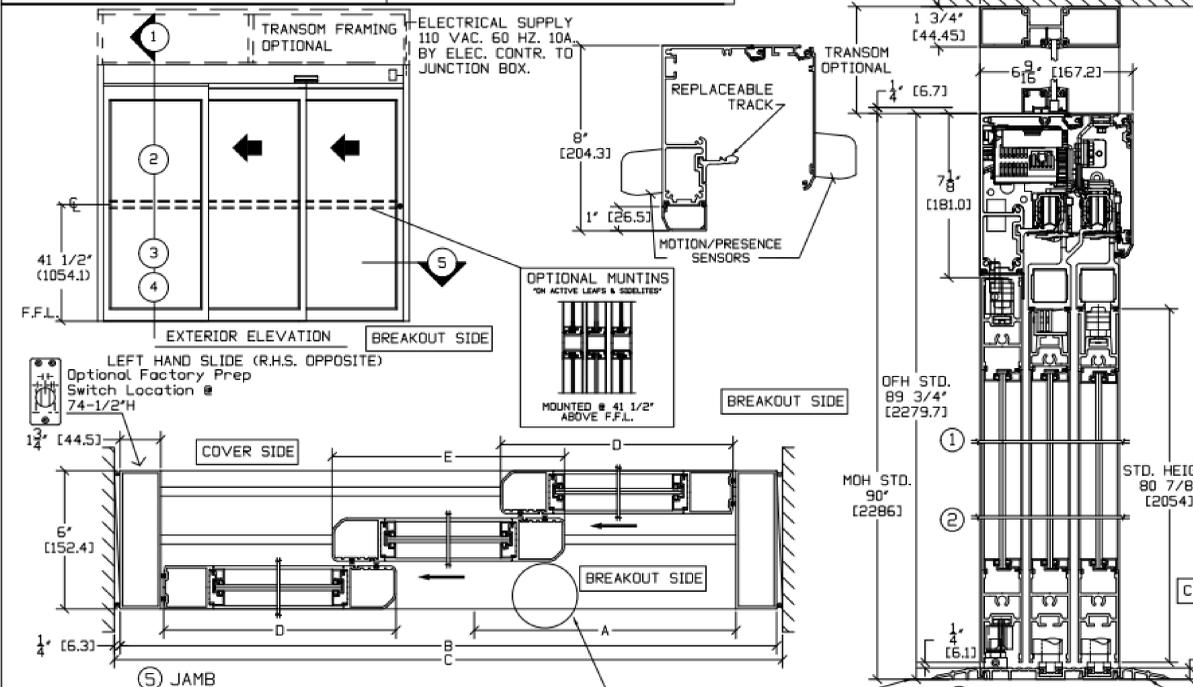 1
TRANSOM FRAMING
OPTIONAL
ELECTRICAL SUPPLY
110 VAC. 60 HZ. 10A.
BY ELEC. CONTR. TO
JUNCTION BOX.
2
3
4
5
℄
41 1/2"
(1054.1)
F.F.L.
EXTERIOR ELEVATION
BREAKOUT SIDE
LEFT HAND SLIDE (R.H.S. OPPOSITE)
Optional Factory Prep
Switch Location @
74-1/2"H
REPLACEABLE
TRACK
8"
[204.3]
1" [26.5]
MOTION/PRESENCE
SENSORS
OPTIONAL MUNTINS
"ON ACTIVE LEAFS & SIDELITES"
MOUNTED @ 41 1/2"
ABOVE F.F.L.
BREAKOUT SIDE
1 3/4" [44.5]
COVER SIDE
D
E
6"
[152.4]
BREAKOUT SIDE
D
A
B
C
1/4" [6.3]
5 JAMB
TRANSOM
OPTIONAL
1 3/4"
[44.45]
6 9/16" [167.2]
1/4" [6.7]
7 1/8"
[181.0]
OFH STD.
89 3/4"
[2279.7]
MOH STD.
90"
[2286]
1
2
STD. HEIG
80 7/8
[2054]
1/4"
[6.1]
C